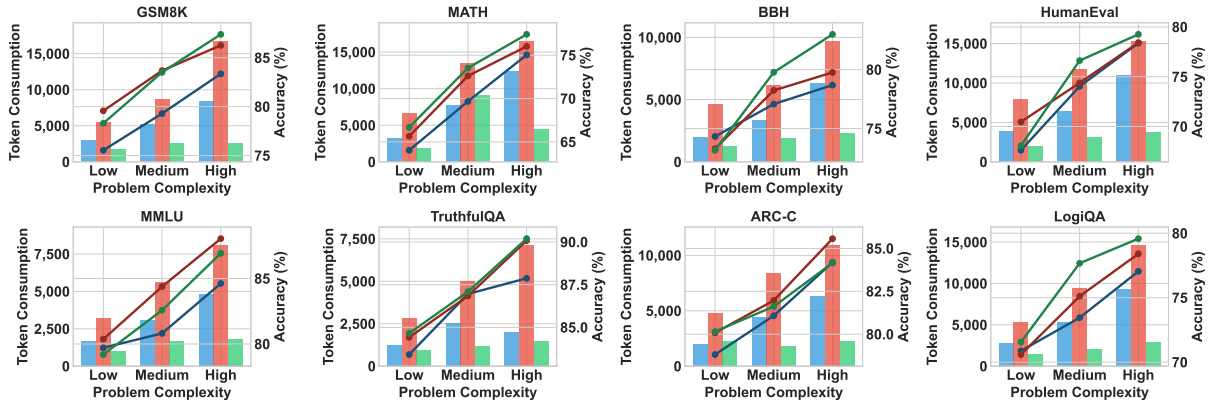 GSM8K
Token Consumption
15,000
10,000
5,000
0
85
80
75
Accuracy (%)
Low Medium High
Problem Complexity
MATH
Token Consumption
15,000
10,000
5,000
0
75
70
65
Accuracy (%)
Low Medium High
Problem Complexity
BBH
Token Consumption
10,000
5,000
0
80
75
Accuracy (%)
Low Medium High
Problem Complexity
HumanEval
Token Consumption
15,000
10,000
5,000
0
80
75
70
Accuracy (%)
Low Medium High
Problem Complexity
MMLU
Token Consumption
7,500
5,000
2,500
0
85
80
Accuracy (%)
Low Medium High
Problem Complexity
TruthfulQA
Token Consumption
7,500
5,000
2,500
0
90.0
87.5
85.0
Accuracy (%)
Low Medium High
Problem Complexity
ARC-C
Token Consumption
10,000
5,000
0
85.0
82.5
80.0
Accuracy (%)
Low Medium High
Problem Complexity
LogiQA
Token Consumption
15,000
10,000
5,000
0
80
75
70
Accuracy (%)
Low Medium High
Problem Complexity